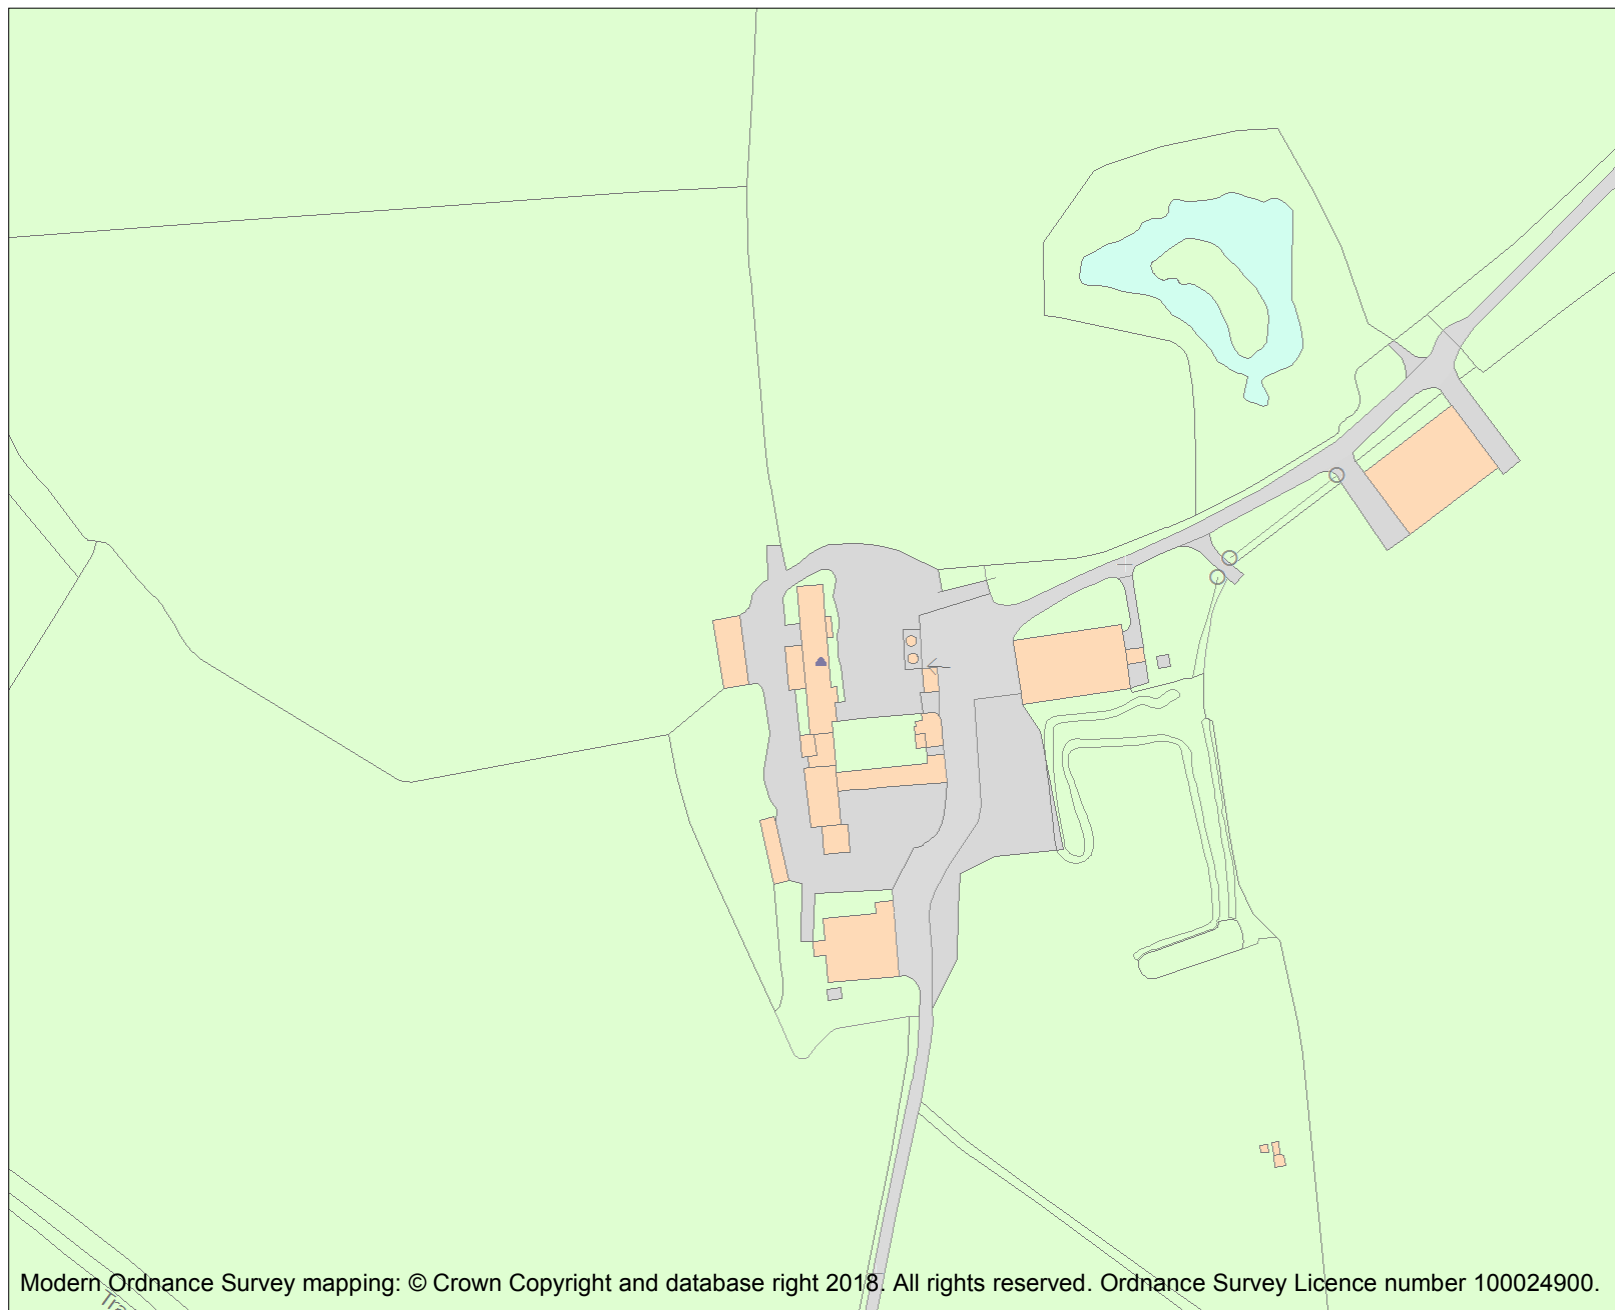 Modern Ordnance Survey mapping: © Crown Copyright and database right 2018. All rights reserved. Ordnance Survey Licence number 100024900.